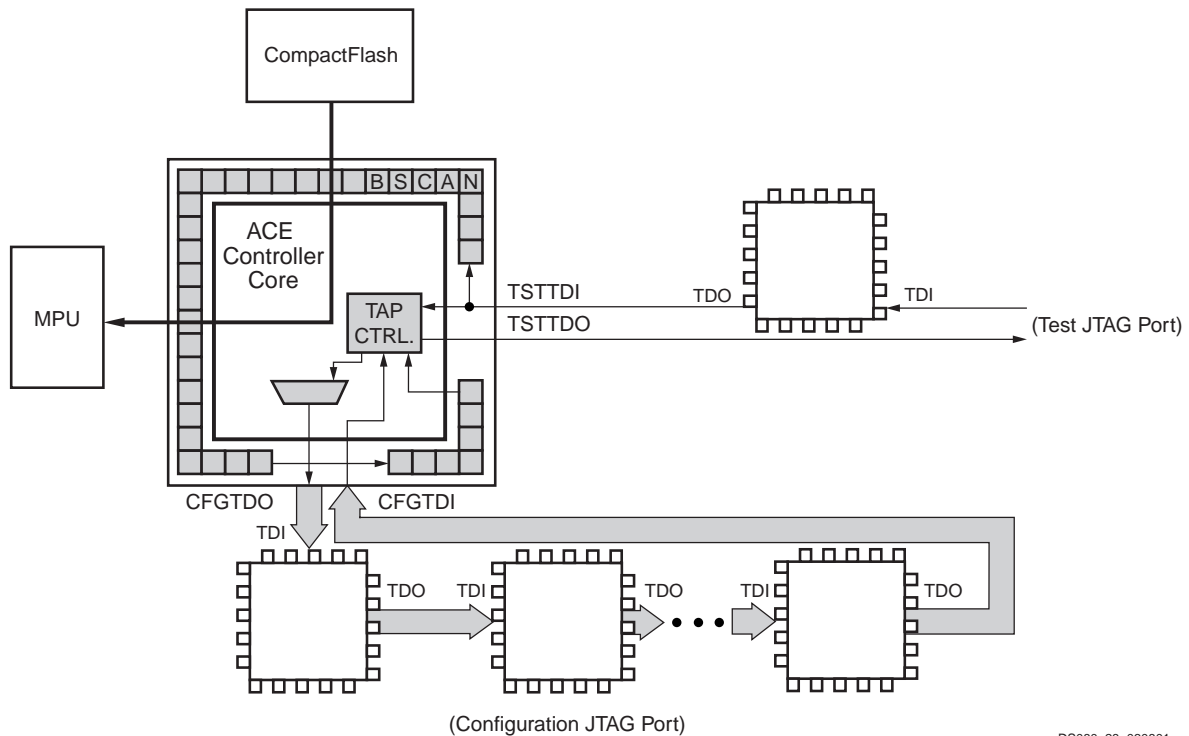 CompactFlash
BSCAN
ACE
Controller
Core
MPU
TAP
CTRL.
TSTTDI
TSTTDO
TDO
TDI
(Test JTAG Port)
CFGTDO
CFGTDI
TDI
TDO
TDI
TDO
TDI
TDO
(Configuration JTAG Port)